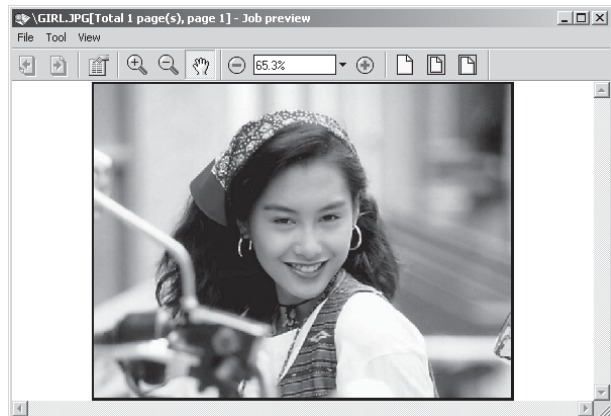 \GIRL.JPG[Total 1 page(s), page 1] - Job preview
File Tool View
65.3%